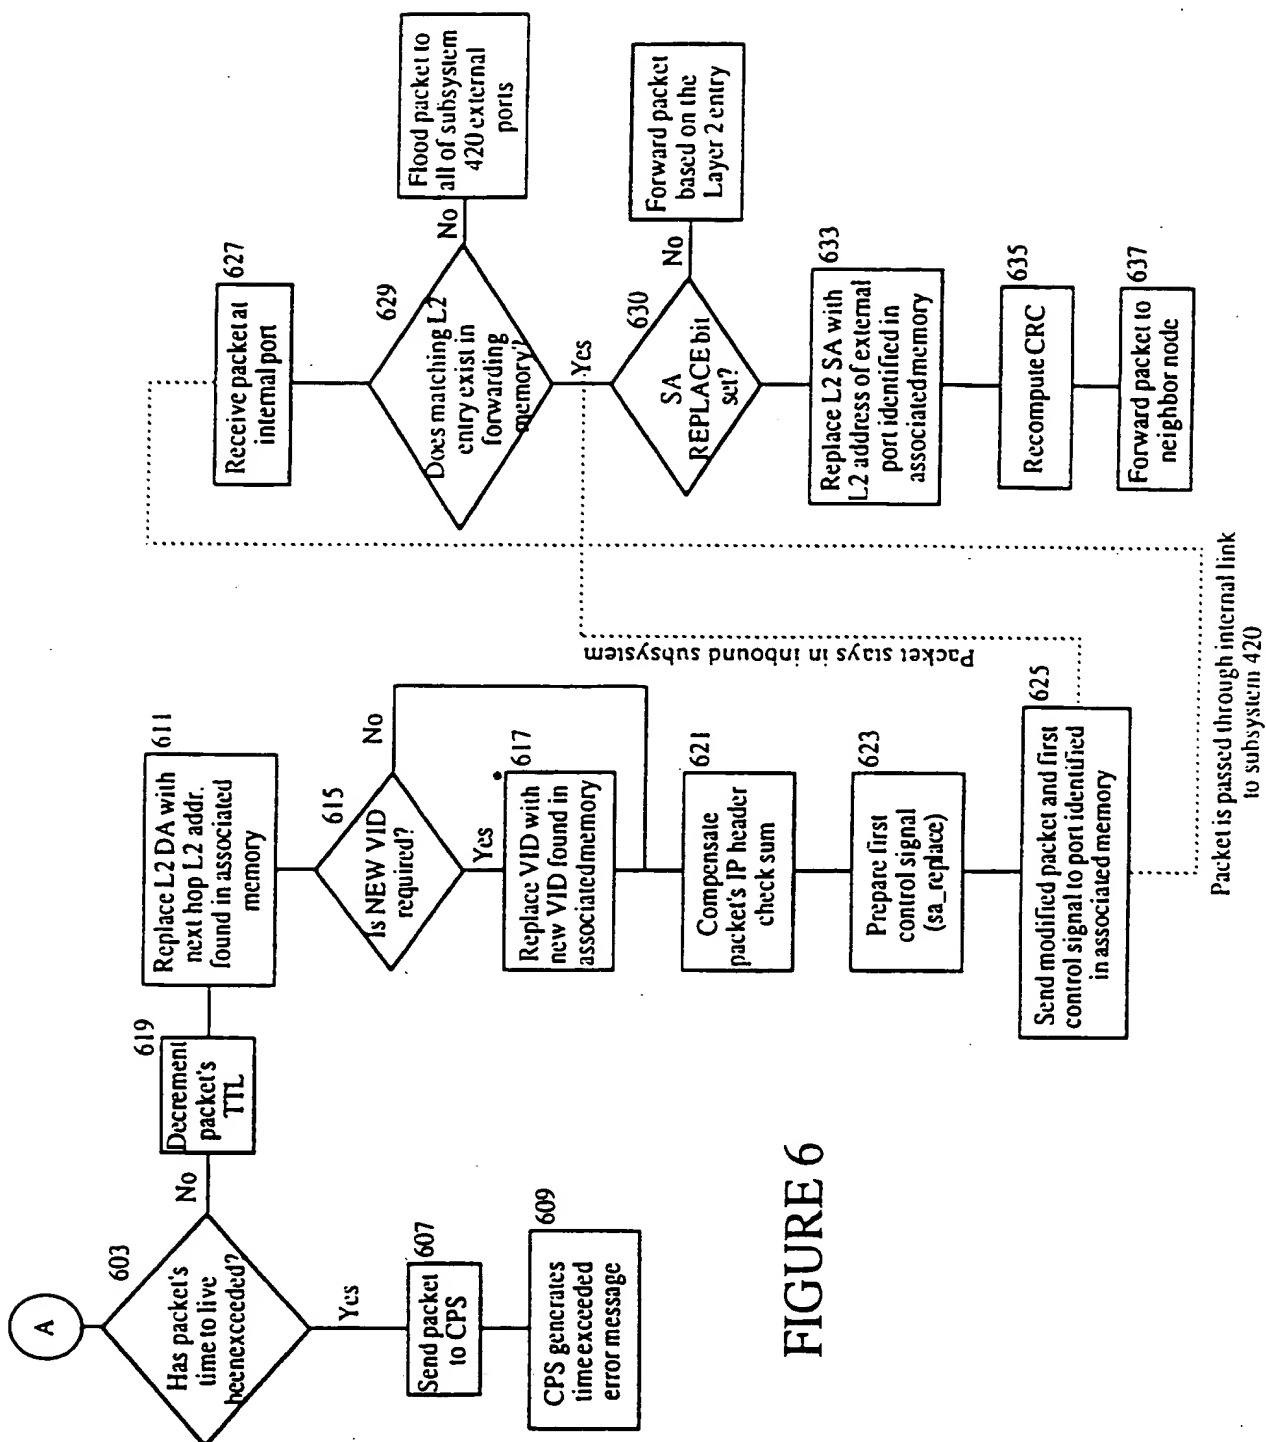 A
603
Has packet's
time to live
beenexceeded?
No
Yes
607
Send packet
to CPS
609
CPS generates
time exceeded
error message
619
Decrement
packet's
TTL
611
Replace L2 DA with
next hop L2 addr.
found in associated
memory
615
Is NEW VID
required?
No
Yes
617
Replace VID with
new VID found in
associatedmemory
621
Compensate
packet's IP header
check sum
623
Prepare first
control signal
(sa_replace)
625
Send modified packet and first
control signal to port identified
in associated memory
Packet stays in inbound subsystem
Packet is passed through internal link
to subsystem 420
627
Receive packet at
internal port
629
Does matching L2
entry exist in
forwarding
memory?
No
Flood packet to
all of subsystem
420 external
ports
Yes
630
SA
REPLACE bit
set?
No
Forward packet
based on the
Layer 2 entry
633
Replace L2 SA with
L2 address of external
port identified in
associatedmemory
635
Recompute CRC
637
Forward packet to
neighbor node
FIGURE 6